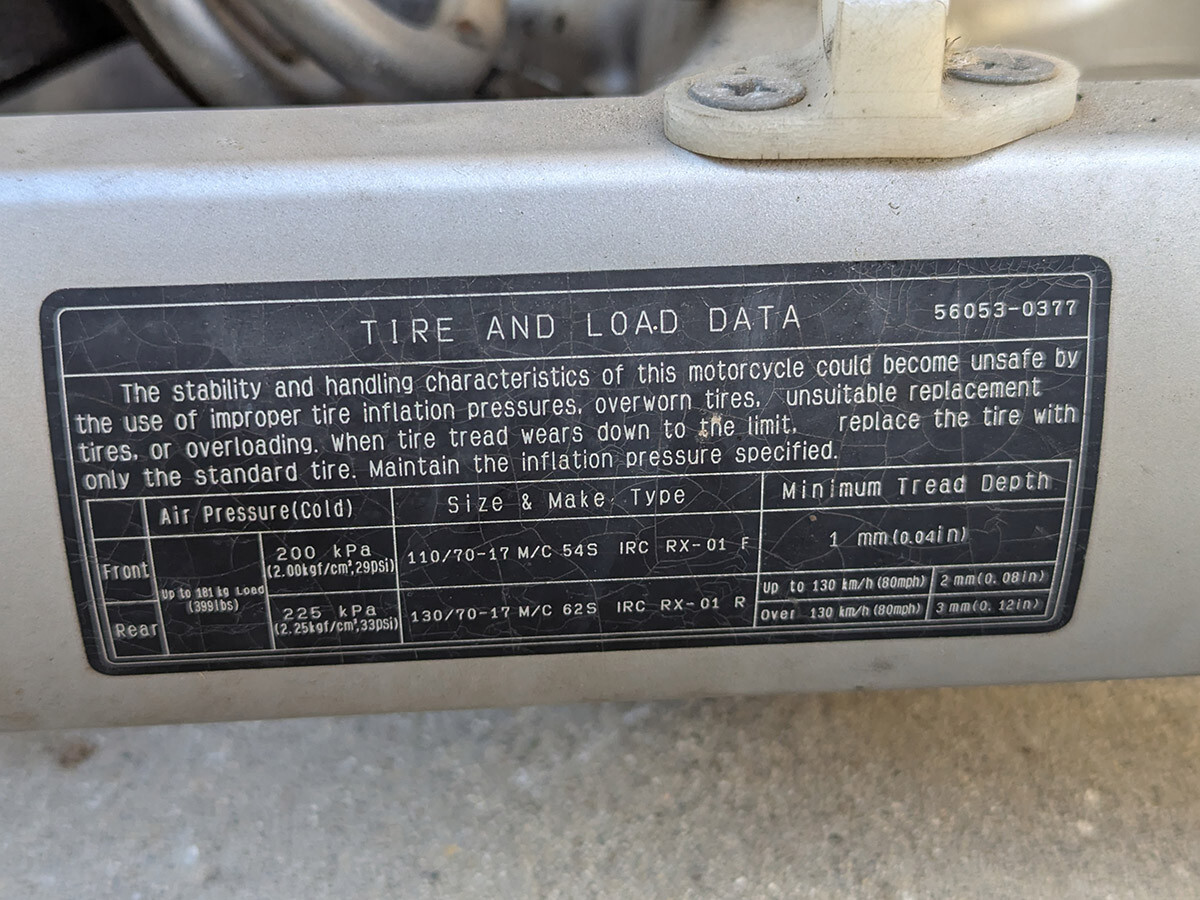 TIRE AND LOAD DATA 56053-0377
The stability and handling characteristics of this motorcycle could become unsafe by
the use of improper tire inflation pressures, overworn tires, unsuitable replacement
tires, or overloading. When tire tread wears down to the limit, replace the tire with
only the standard tire. Maintain the inflation pressure specified.
Air Pressure(Cold) Size & Make Type Minimum Tread Depth
Front
Up to 181 kg Load
(399lbs)
200 kPa
(2.00kgf/cm²,29psi)
110/70-17 M/C 54S IRC RX-01 F
1 mm(0.04in)
Rear
225 kPa
(2.25kgf/cm²,33psi)
130/70-17 M/C 62S IRC RX-01 R
Up to 130 km/h(80mph) 2mm(0.08in)
Over 130 km/h(80mph) 3mm(0.12in)